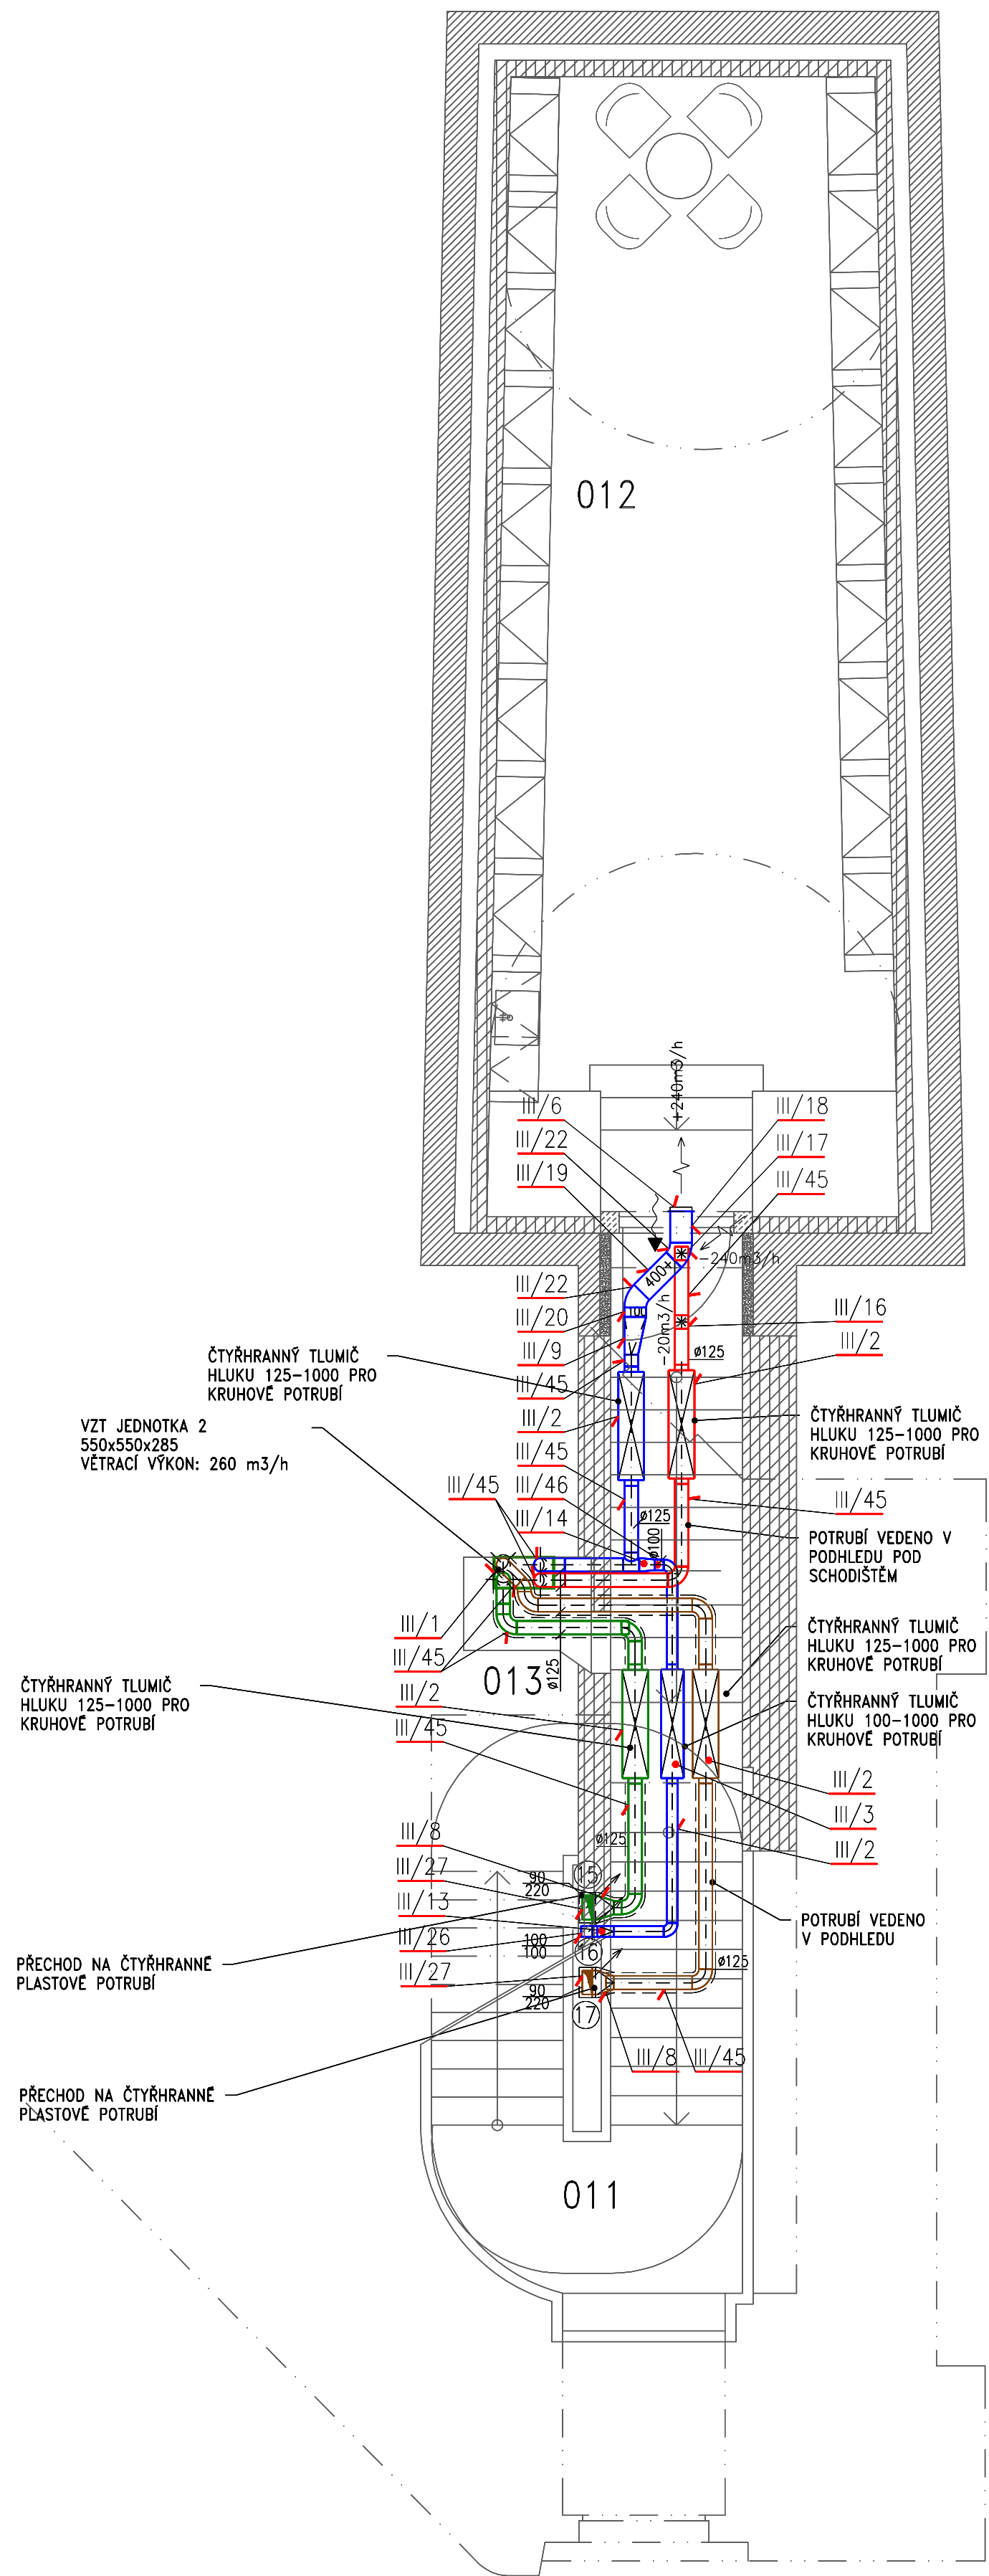 012
+240m3/h
III/6
III/18
III/22
III/17
III/19
III/45
-240m3/h
400+
III/22
III/20
100
III/16
-20m3/h
III/9
III/2
ø125
ČTYŘHRANNÝ TLUMIČ
HLUKU 125-1000 PRO
KRUHOVÉ POTRUBÍ
III/45
III/2
ČTYŘHRANNÝ TLUMIČ
HLUKU 125-1000 PRO
KRUHOVÉ POTRUBÍ
VZT JEDNOTKA 2
550x550x285
VĚTRACÍ VÝKON: 260 m3/h
III/45
III/45
III/46
III/45
III/14
ø125
ø100
POTRUBÍ VEDENO V
PODHLEDU POD
SCHODIŠTĚM
III/1
III/45
013
ø125
ČTYŘHRANNÝ TLUMIČ
HLUKU 125-1000 PRO
KRUHOVÉ POTRUBÍ
ČTYŘHRANNÝ TLUMIČ
HLUKU 125-1000 PRO
KRUHOVÉ POTRUBÍ
III/2
III/45
ČTYŘHRANNÝ TLUMIČ
HLUKU 100-1000 PRO
KRUHOVÉ POTRUBÍ
III/2
III/3
III/2
III/8
ø125
III/27
90
220
15
III/13
III/26
100
100
16
POTRUBÍ VEDENO
V PODHLEDU
PŘECHOD NA ČTYŘHRANNÉ
PLASTOVÉ POTRUBÍ
III/27
ø125
90
220
17
III/8
III/45
PŘECHOD NA ČTYŘHRANNÉ
PLASTOVÉ POTRUBÍ
011